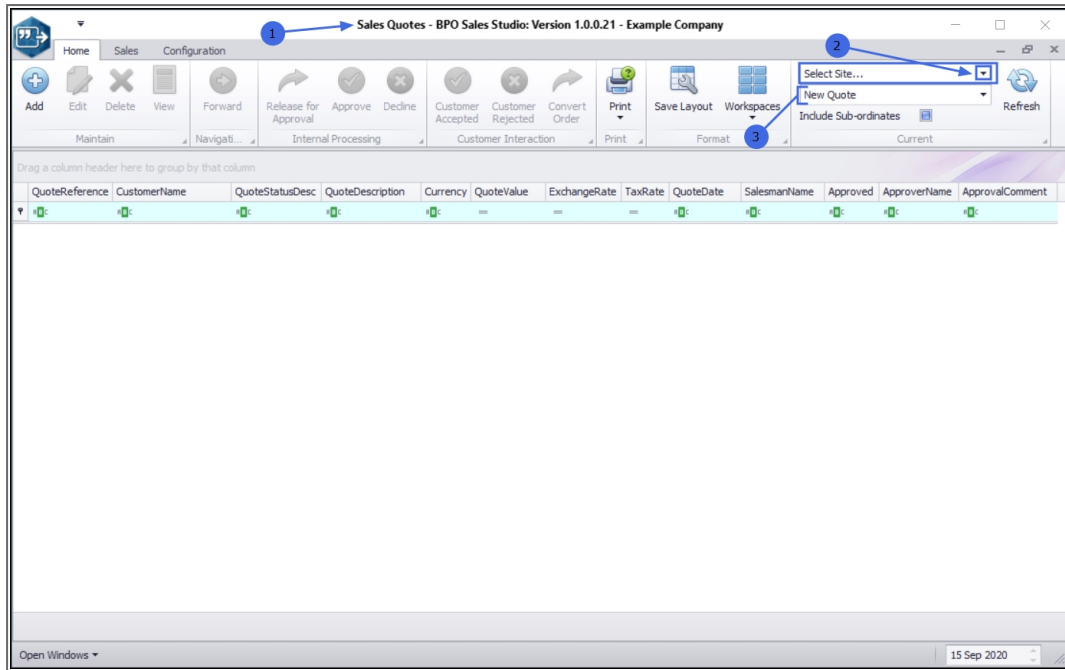 Sales Quotes - BPO Sales Studio: Version 1.0.0.21 - Example Company
1
2
3
Home Sales Configuration
Add Edit Delete View Forward Release for Approval Approve Decline Customer Accepted Customer Rejected Convert Order Print Save Layout Workspaces Refresh
Select Site...
New Quote
Include Sub-ordinates
Maintain Navigati... Internal Processing Customer Interaction Print Format Current
Drag a column header here to group by that column
QuoteReference CustomerName QuoteStatusDesc QuoteDescription Currency QuoteValue ExchangeRate TaxRate QuoteDate SalesmanName Approved ApproverName ApprovalComment
Open Windows
15 Sep 2020